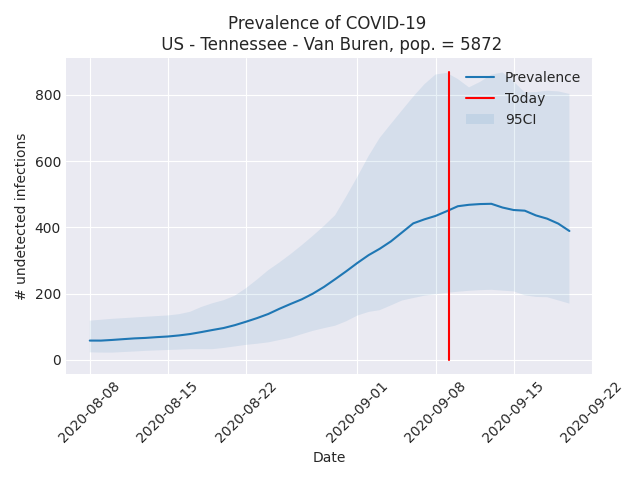 Prevalence of COVID-19
US - Tennessee - Van Buren, pop. = 5872
Prevalence
Today
95CI
# undetected infections
800
600
400
200
0
2020-08-08
2020-08-15
2020-08-22
2020-09-01
2020-09-08
2020-09-15
2020-09-22
Date